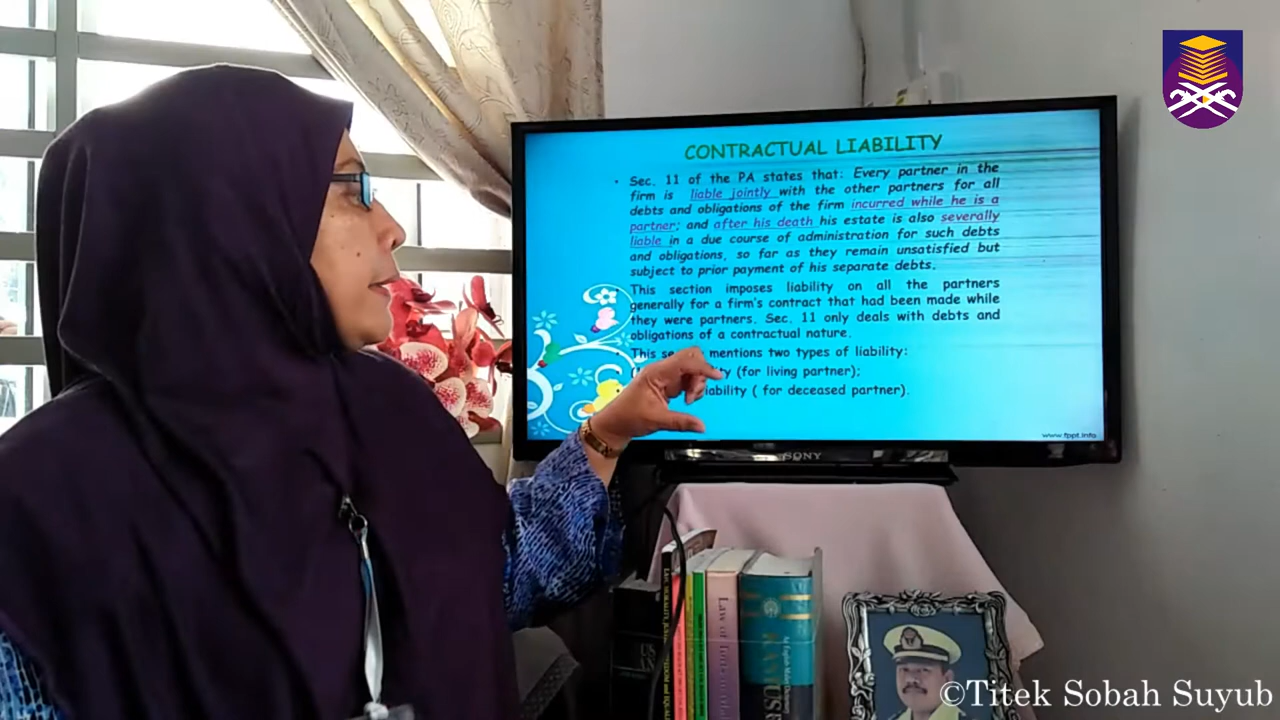 CONTRACTUAL LIABILITY
• Sec. 11 of the PA states that: Every partner in the
firm is liable jointly with the other partners for all
debts and obligations of the firm incurred while he is a
partner; and after his death his estate is also severally
liable in a due course of administration for such debts
and obligations, so far as they remain unsatisfied but
subject to prior payment of his separate debts.
This section imposes liability on all the partners
generally for a firm's contract that had been made while
they were partners. Sec. 11 only deals with debts and
obligations of a contractual nature.
This mentions two types of liability:
(for living partner);
liability ( for deceased partner).
www.fppt.info
SONY
Law of
©Titek Sobah Suyub